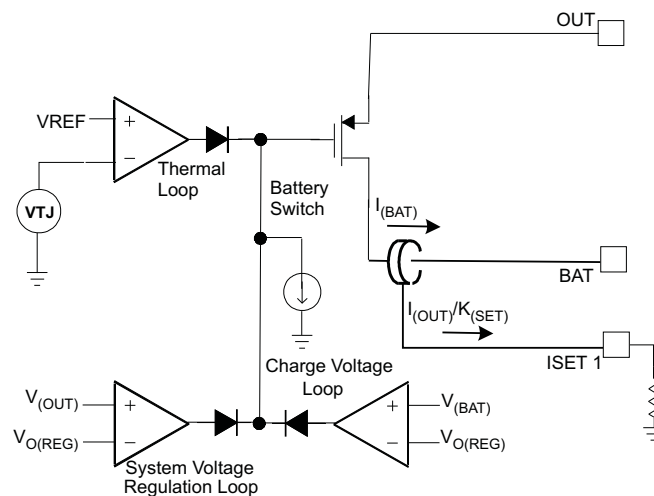 OUT
VREF
+
−
Thermal
Loop
VTJ
Battery
Switch
I(BAT)
BAT
I(OUT)/K(SET)
ISET 1
Charge Voltage
Loop
V(OUT)
+
VO(REG)
−
+
V(BAT)
−
VO(REG)
System Voltage
Regulation Loop